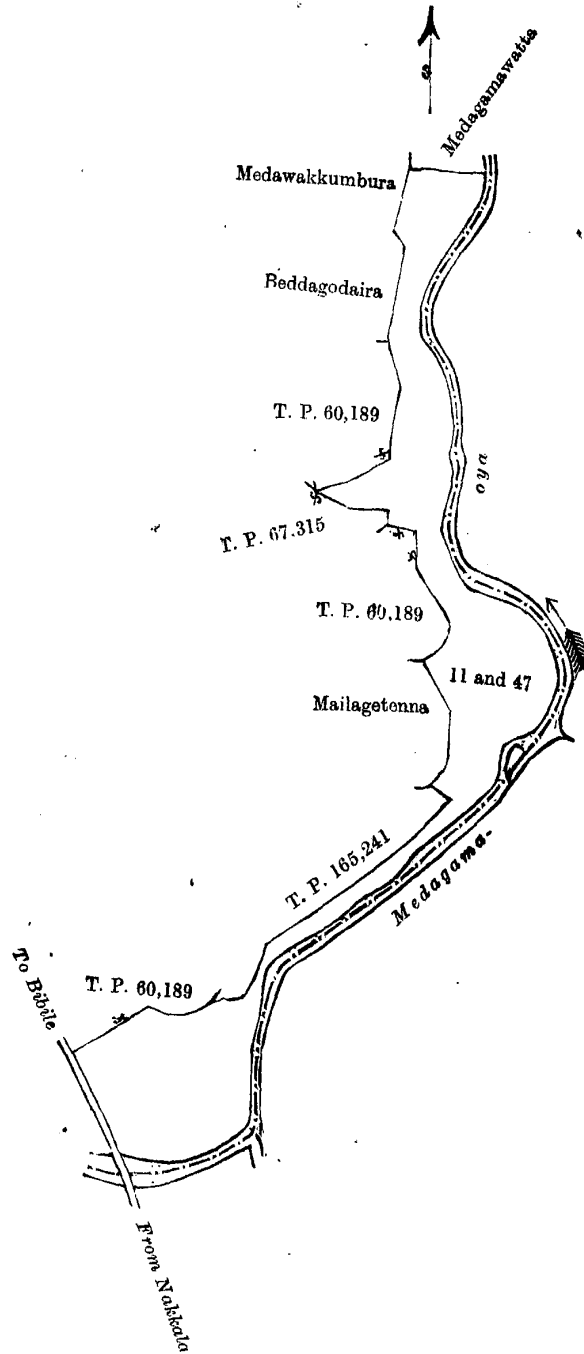 Medagamawatta
Medawakkumbura
Beddagodaira
T. P. 60,189
oya
T. P. 67.315
T. P. 60,189
11 and 47
Mailagetenna
T. P. 165,241
Medagama-
T. P. 60,189
To Bibile
From Nakkala